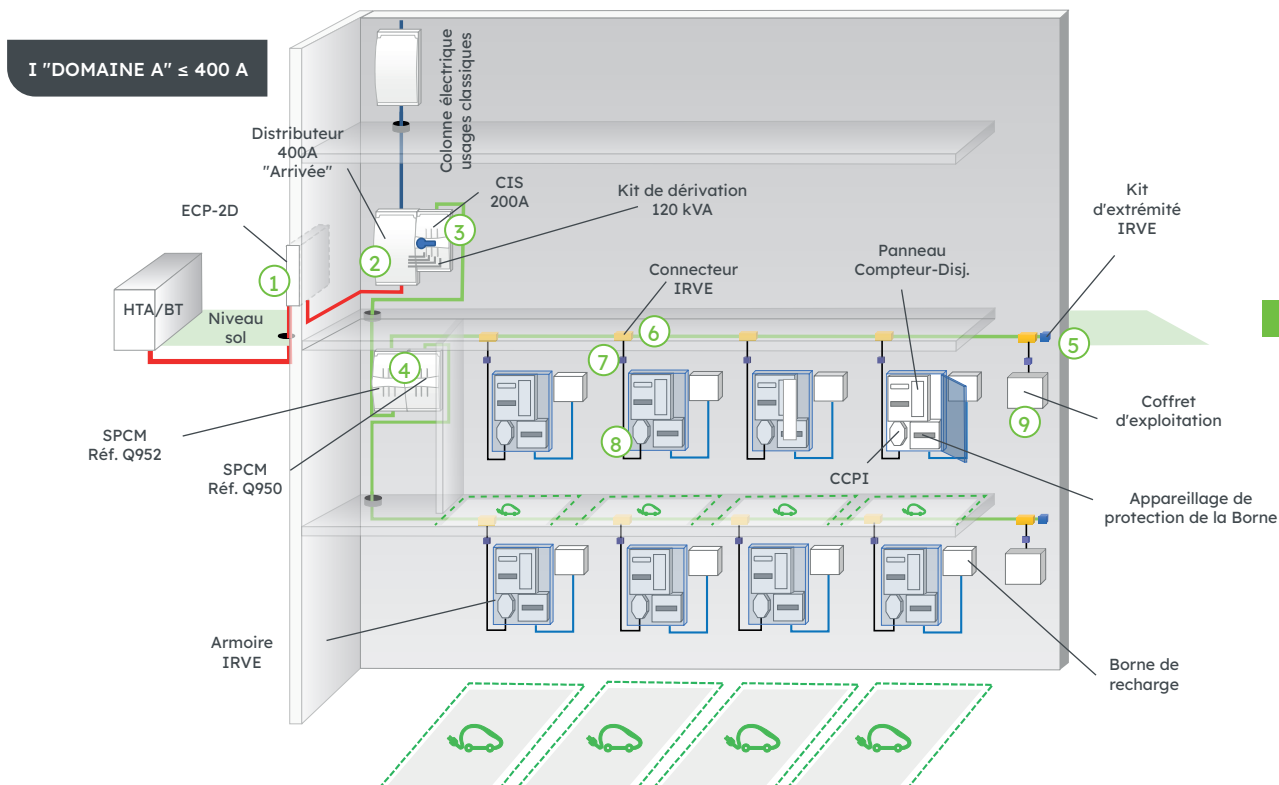 I "DOMAINE A" ≤ 400 A
Colonne électrique
usages classiques
Distributeur
400A
"Arrivée"
CIS
200A
Kit de dérivation
120 kVA
Kit
d'extrémité
IRVE
ECP-2D
3
2
1
Panneau
Compteur-Disj.
Connecteur
IRVE
HTA/BT
Niveau
sol
6
5
7
4
9
Coffret
d'exploitation
8
SPCM
Réf. Q952
SPCM
Réf. Q950
CCPI
Appareillage de
protection de la Borne
Armoire
IRVE
Borne de
recharge